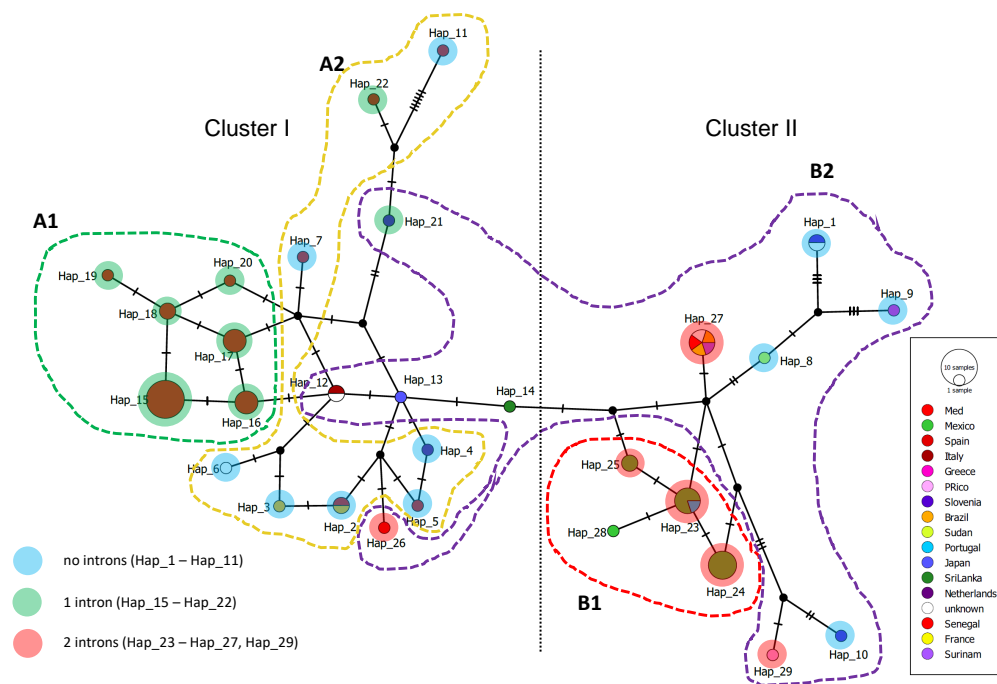 Hap_11
A2
Hap_22
Cluster I
Cluster II
B2
Hap_1
A1
Hap_21
Hap_7
Hap_20
Hap_19
Hap_9
Hap_18
Hap_27
Hap_17
Hap_8
Hap_12
Hap_13
Hap_14
Hap_15
Hap_16
Hap_4
Hap_6
Hap_25
Hap_3
Hap_2
Hap_5
Hap_23
Hap_28
Hap_26
Hap_24
B1
Hap_10
Hap_29
no introns (Hap_1 – Hap_11)
1 intron (Hap_15 – Hap_22)
2 introns (Hap_23 – Hap_27, Hap_29)
10 samples
1 sample
Med
Mexico
Spain
Italy
Greece
PRico
Slovenia
Brazil
Sudan
Portugal
Japan
SriLanka
Netherlands
unknown
Senegal
France
Surinam